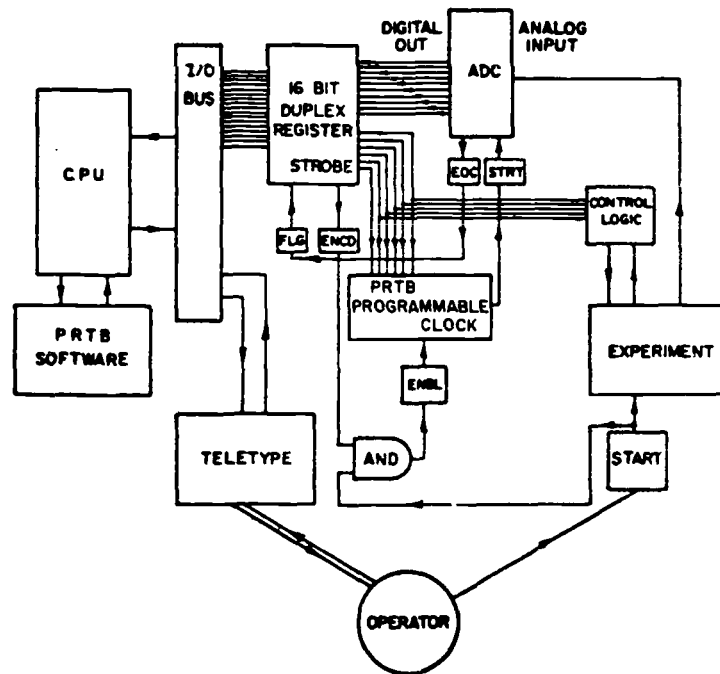 DIGITAL OUT
ANALOG INPUT
I/O BUS
16 BIT
DUPLEX
REGISTER
STROBE
ADC
CPU
EOC
STRT
FLG
ENCD
CONTROL
LOGIC
PRTB
PROGRAMMABLE
CLOCK
PRTB
SOFTWARE
EXPERIMENT
ENBL
TELETYPE
AND
START
OPERATOR